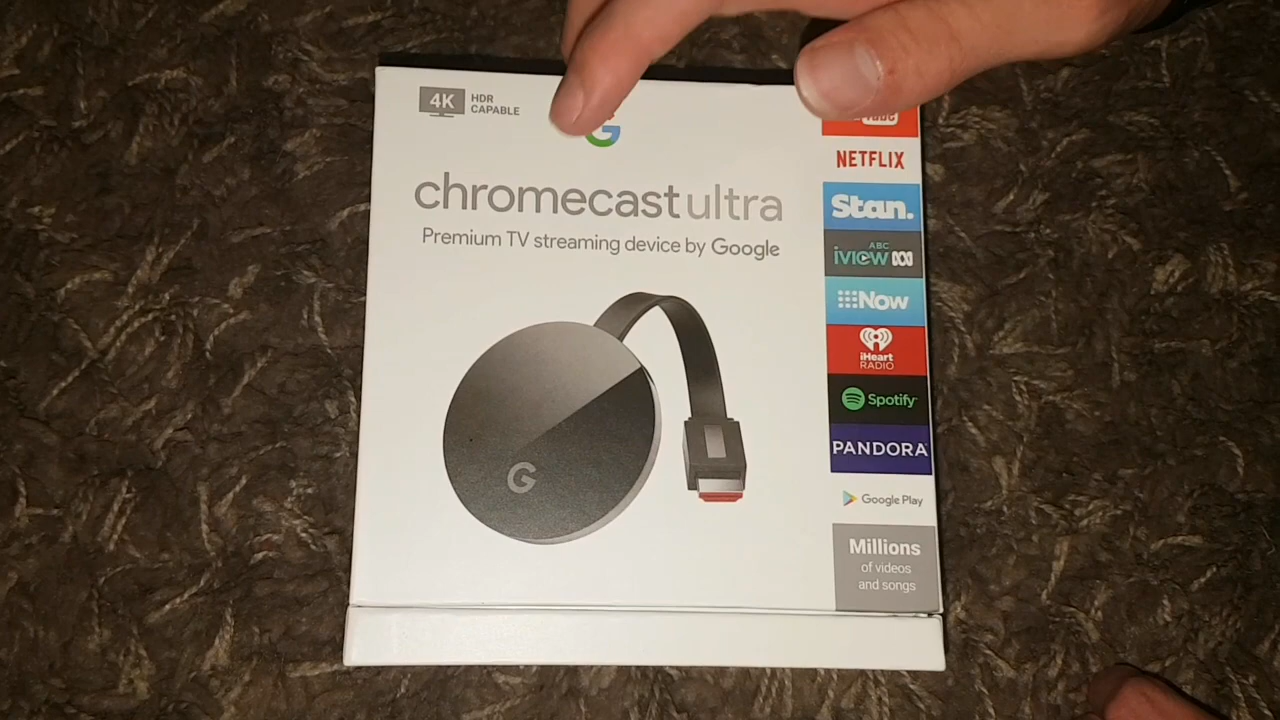 4K HDR
CAPABLE
chromecast ultra
Premium TV streaming device by Google
NETFLIX
Stan.
ABC
iview
Now
iHeart
RADIO
Spotify
PANDORA
Google Play
Millions
of videos
and songs
G